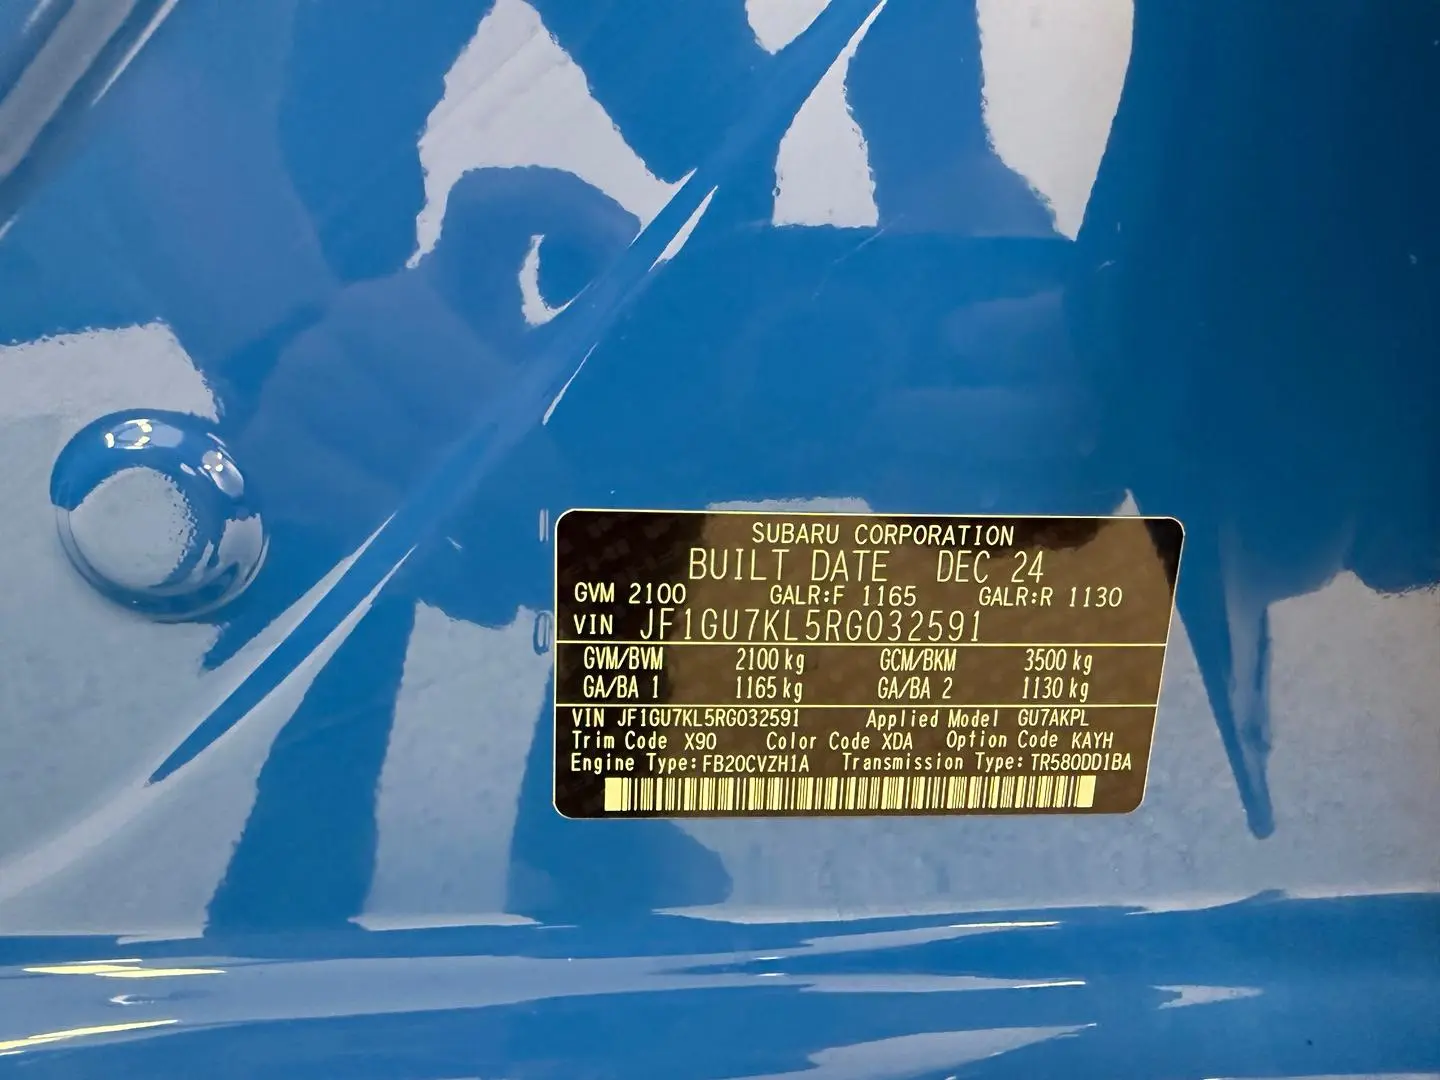 SUBARU CORPORATION
BUILT DATE DEC 24
GVM 2100 GALR:F 1165 GALR:R 1130
VIN JF1GU7KL5RG032591
GVM/BVM 2100 kg GCM/BKM 3500 kg
GA/BA 1 1165 kg GA/BA 2 1130 kg
VIN JF1GU7KL5RG032591 Applied Model GU7AKPL
Trim Code X90 Color Code XDA Option Code KAYH
Engine Type:FB20CVZH1A Transmission Type:TR580DD1BA